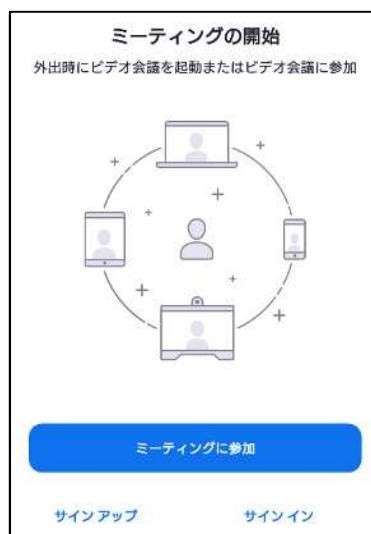 ミーティングの開始
外出時にビデオ会議を起動またはビデオ会議に参加
ミーティングに参加
サイン アップ
サイン イン